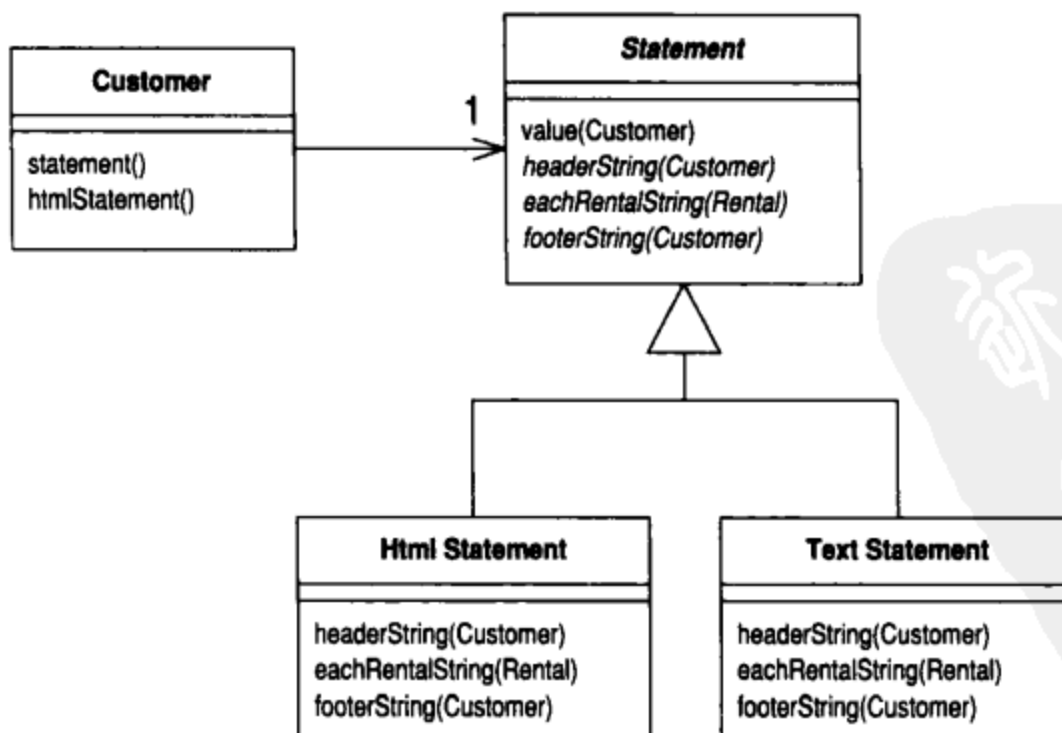 Customer
statement()
htmlStatement()
1
Statement
value(Customer)
headerString(Customer)
eachRentalString(Rental)
footerString(Customer)
Html Statement
headerString(Customer)
eachRentalString(Rental)
footerString(Customer)
Text Statement
headerString(Customer)
eachRentalString(Rental)
footerString(Customer)